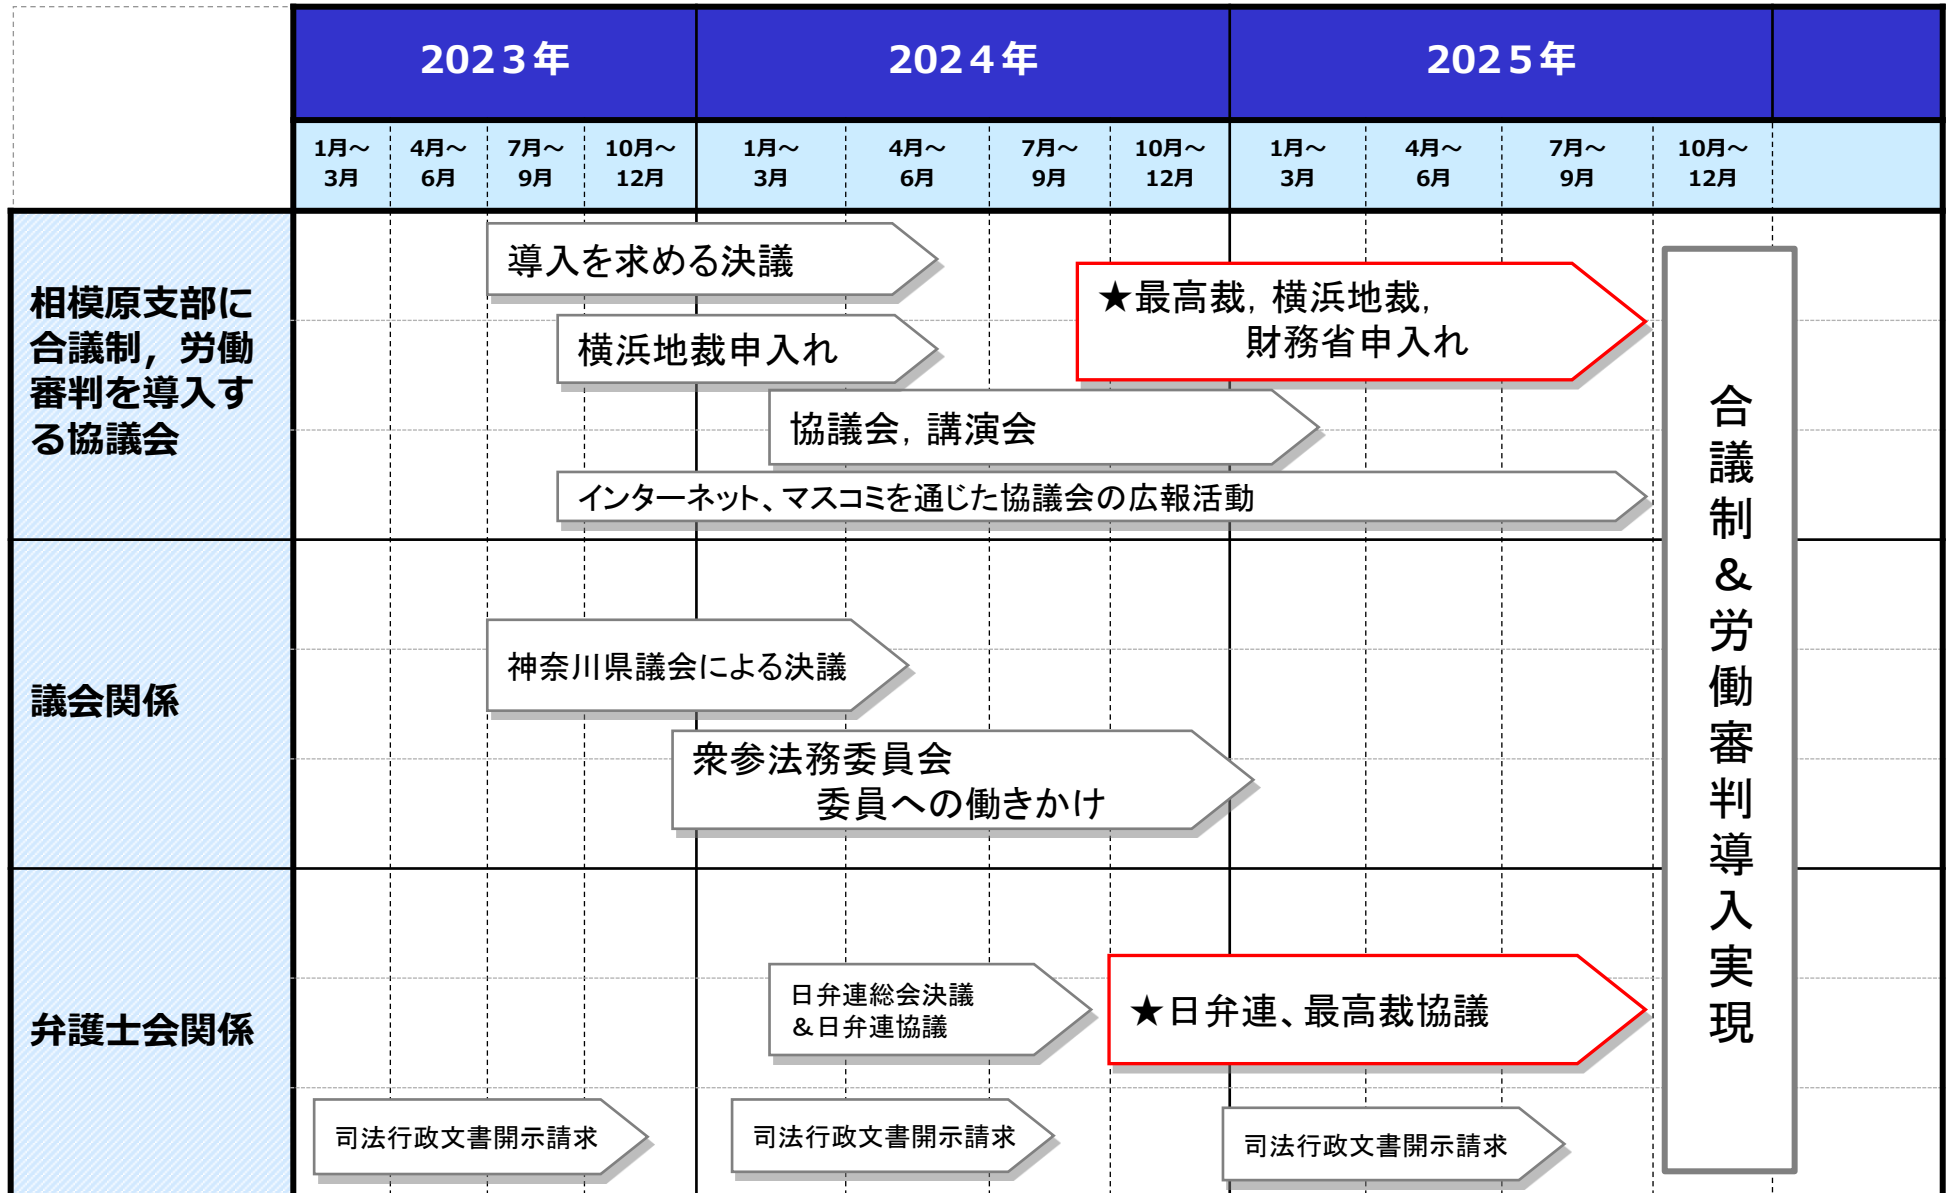 2023年
2024年
2025年
1月～
3月
4月～
6月
7月～
9月
10月～
12月
1月～
3月
4月～
6月
7月～
9月
10月～
12月
1月～
3月
4月～
6月
7月～
9月
10月～
12月
相模原支部に
合議制，労働
審判を導入す
る協議会
導入を求める決議
横浜地裁申入れ
★最高裁，横浜地裁，
財務省申入れ
協議会，講演会
インターネット、マスコミを通じた協議会の広報活動
議会関係
神奈川県議会による決議
衆参法務委員会
委員への働きかけ
弁護士会関係
日弁連総会決議
＆日弁連協議
★日弁連、最高裁協議
司法行政文書開示請求
司法行政文書開示請求
司法行政文書開示請求
合議制＆労働審判導入実現